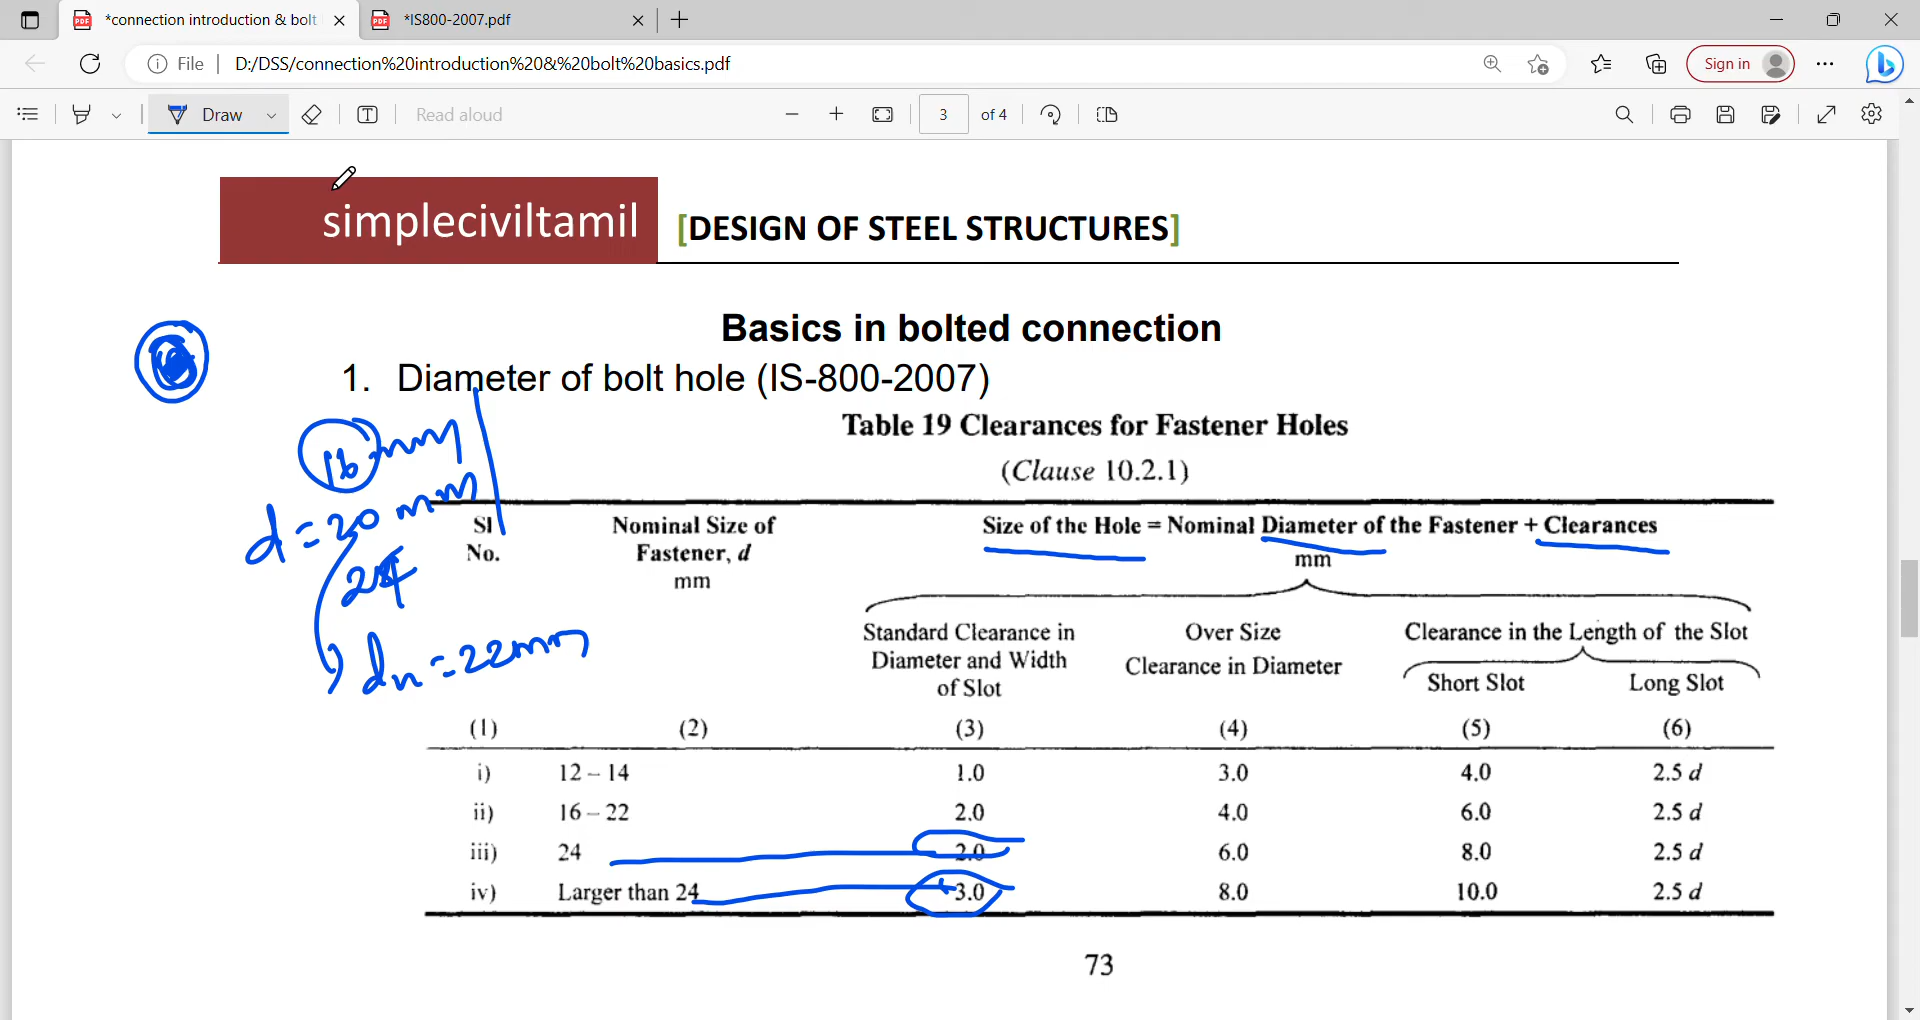 *connection introduction & bolt
*IS800-2007.pdf
File
D:/DSS/connection%20introduction%20&%20bolt%20basics.pdf
Sign in
Draw
Read aloud
3
of 4
simpleciviltamil
[DESIGN OF STEEL STRUCTURES]
Basics in bolted connection
1. Diameter of bolt hole (IS-800-2007)
Table 19 Clearances for Fastener Holes
(Clause 10.2.1)
16 mm
d = 20 mm
24
dn = 22mm
Sl No.
Nominal Size of Fastener, d mm
Size of the Hole = Nominal Diameter of the Fastener + Clearances
mm
Standard Clearance in Diameter and Width of Slot
Over Size Clearance in Diameter
Clearance in the Length of the Slot
Short Slot
Long Slot
(1) (2) (3) (4) (5) (6)
i) 12 – 14 1.0 3.0 4.0 2.5 d
ii) 16 – 22 2.0 4.0 6.0 2.5 d
iii) 24 2.0 6.0 8.0 2.5 d
iv) Larger than 24 3.0 8.0 10.0 2.5 d
73